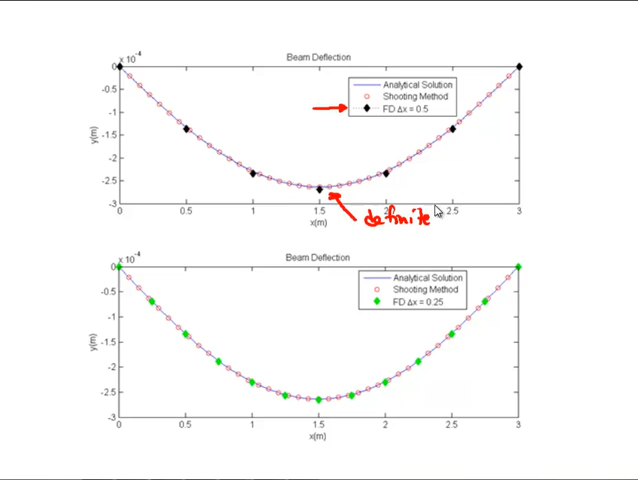 Beam Deflection
× 10⁻⁴
0
-0.5
-1
-1.5
-2
-2.5
-3
y(m)
Analytical Solution
Shooting Method
FD Δx = 0.5
0 0.5 1 1.5 2 2.5 3
x(m)
definite
Beam Deflection
× 10⁻⁴
0
-0.5
-1
-1.5
-2
-2.5
-3
y(m)
Analytical Solution
Shooting Method
FD Δx = 0.25
0 0.5 1 1.5 2 2.5 3
x(m)